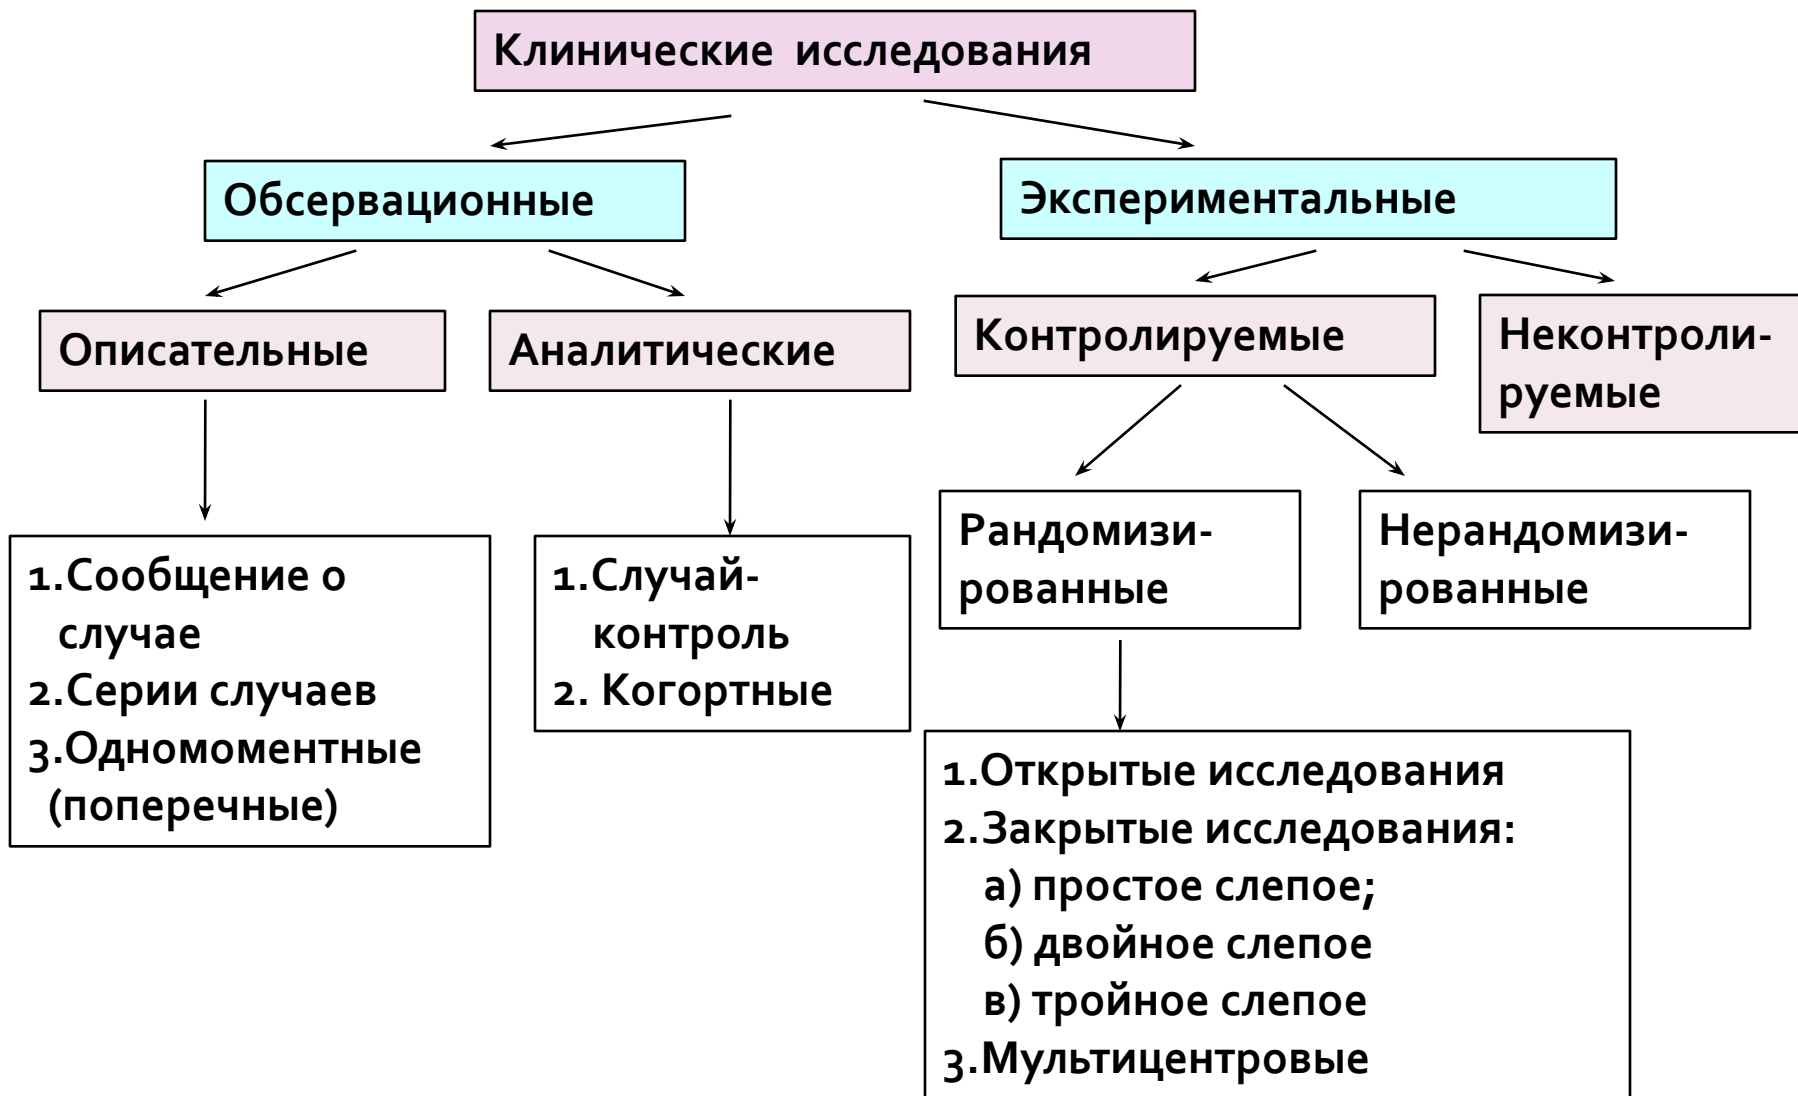 Клинические исследования
Обсервационные
Экспериментальные
Описательные
Аналитические
Контролируемые
Неконтроли-
руемые
1.Сообщение о
случае
2.Серии случаев
3.Одномоментные
(поперечные)
1.Случай-
контроль
2. Когортные
Рандомизи-
рованные
Нерандомизи-
рованные
1.Открытые исследования
2.Закрытые исследования:
а) простое слепое;
б) двойное слепое
в) тройное слепое
3.Мультицентровые